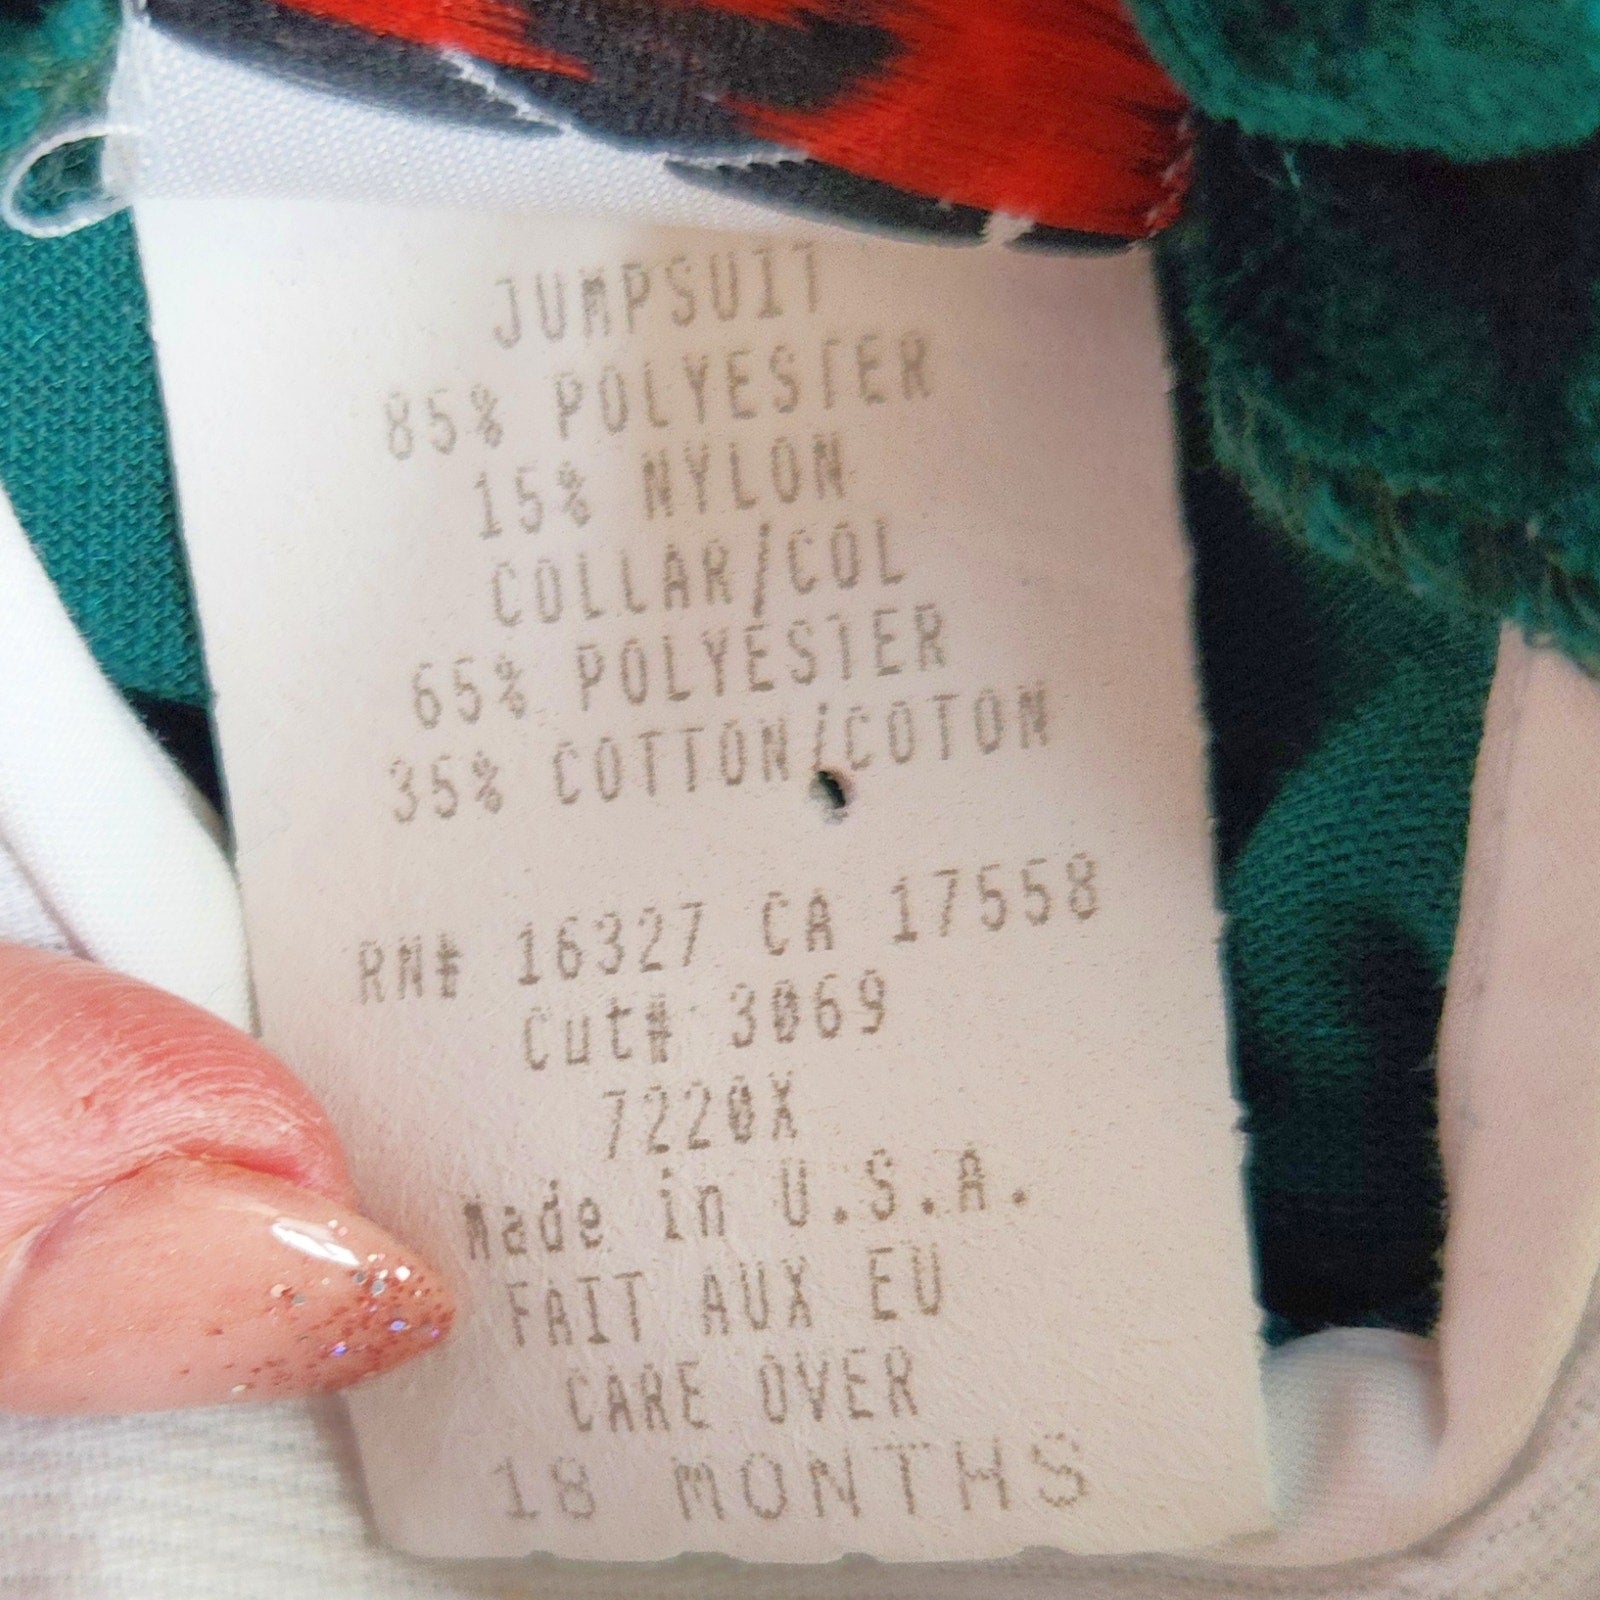 JUMPSUIT
85% POLYESTER
15% NYLON
COLLAR/COL
65% POLYESTER
35% COTTON/COTON
RN# 16327 CA 17558
Cut# 3069
7220X
Made in U.S.A.
FAIT AUX EU
CARE OVER
18 MONTHS